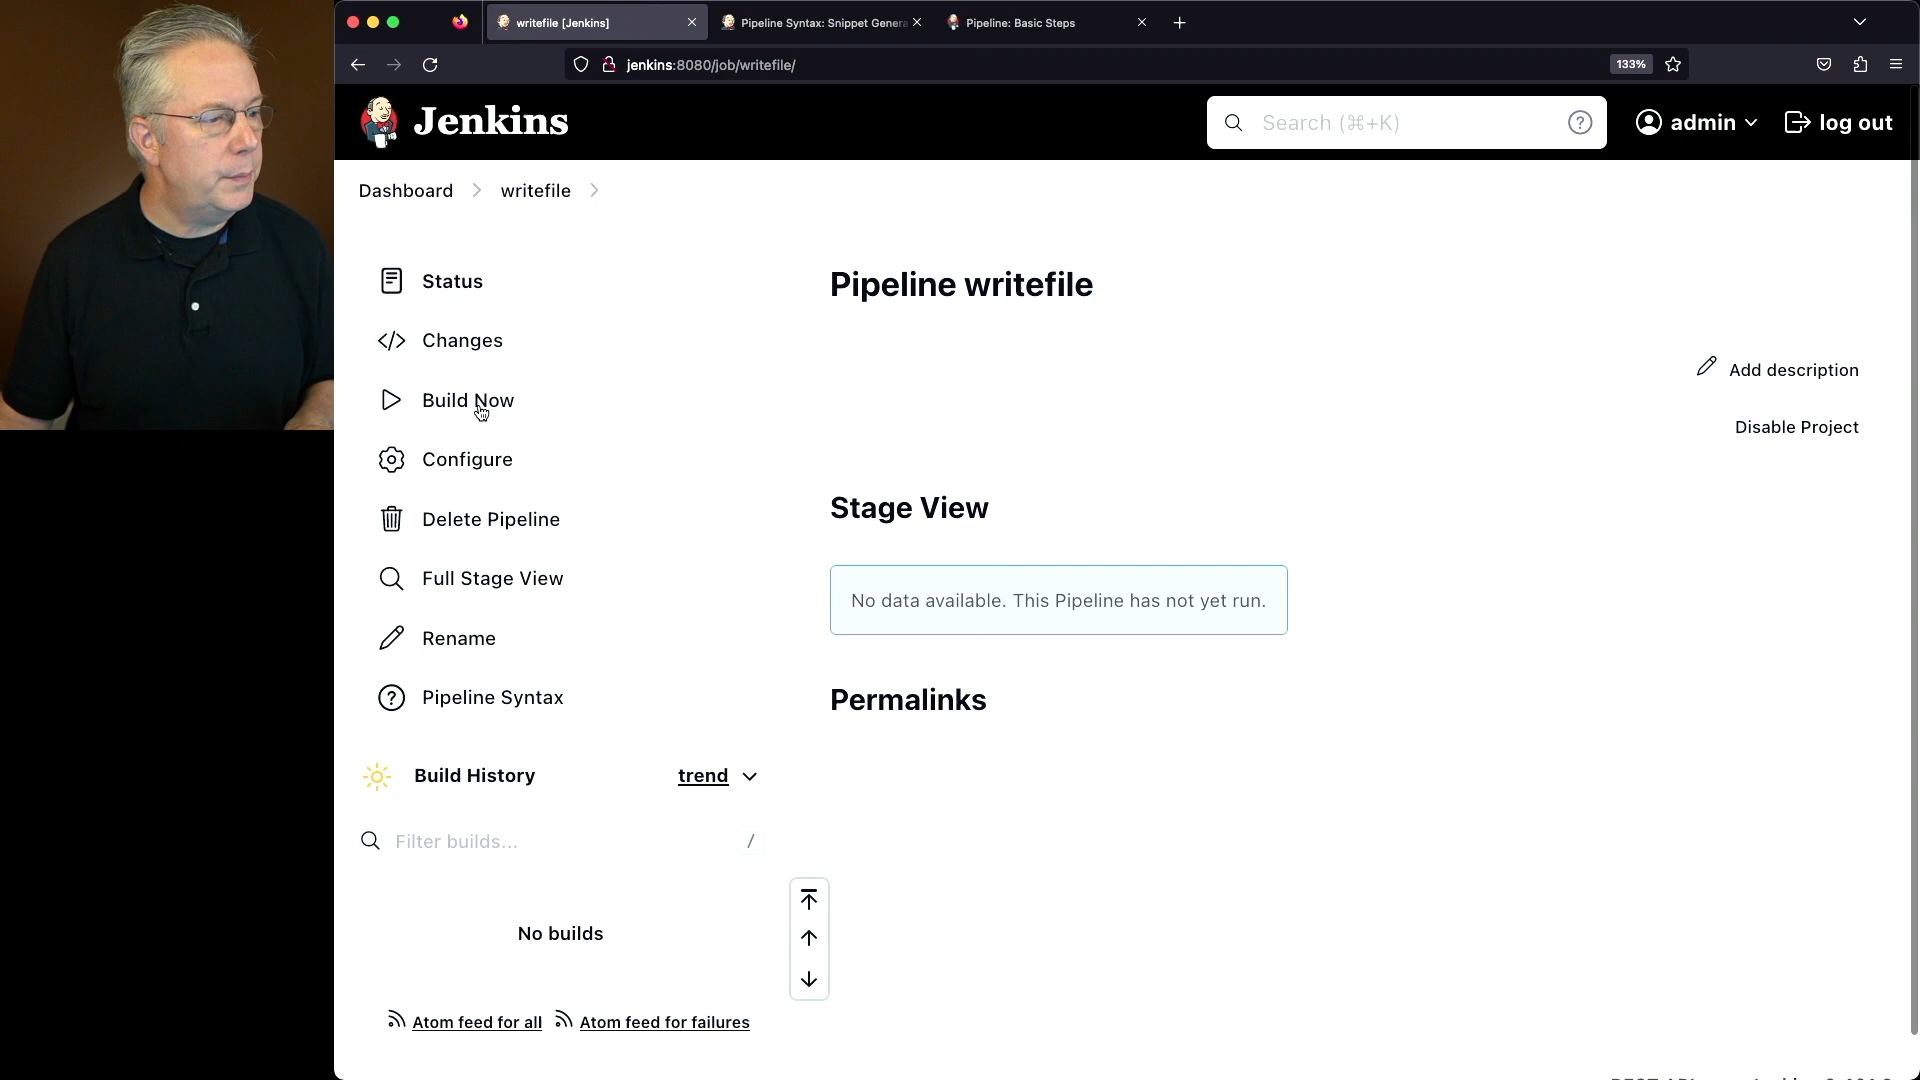 writefile [Jenkins]
Pipeline Syntax: Snippet Genera
Pipeline: Basic Steps
jenkins:8080/job/writefile/
133%
Jenkins
Search (⌘+K)
admin
log out
Dashboard
writefile
Status
Changes
Build Now
Configure
Delete Pipeline
Full Stage View
Rename
Pipeline Syntax
Pipeline writefile
Add description
Disable Project
Stage View
No data available. This Pipeline has not yet run.
Permalinks
Build History
trend
Filter builds...
/
No builds
Atom feed for all
Atom feed for failures